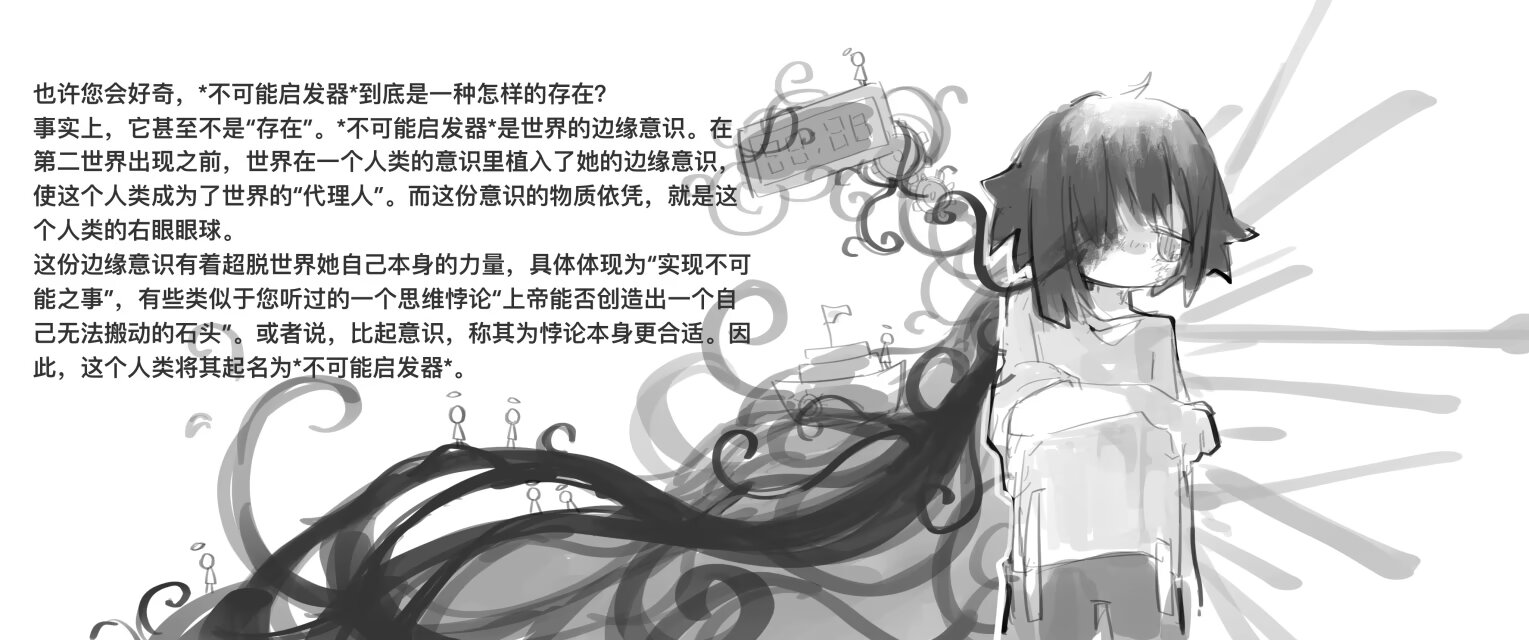 也许您会好奇，*不可能启发器*到底是一种怎样的存在？
事实上，它甚至不是“存在”。*不可能启发器*是世界的边缘意识。在
第二世界出现之前，世界在一个人类的意识里植入了她的边缘意识，
使这个人类成为了世界的“代理人”。而这份意识的物质依凭，就是这
个人类的右眼眼球。
这份边缘意识有着超脱世界她自己本身的力量，具体体现为“实现不可
能之事”，有些类似于您听过的一个思维悖论“上帝能否创造出一个自
己无法搬动的石头”。或者说，比起意识，称其为悖论本身更合适。因
此，这个人类将其起名为*不可能启发器*。